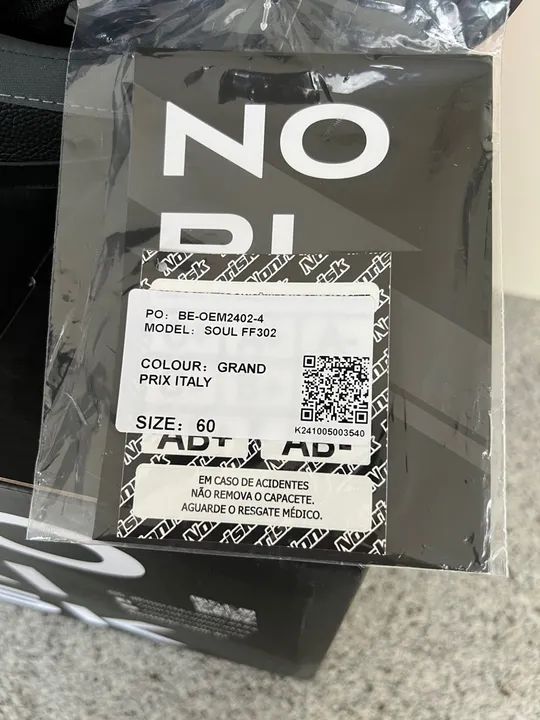 NO
PO: BE-OEM2402-4
MODEL: SOUL FF302
COLOUR: GRAND
PRIX ITALY
SIZE: 60
K241005003540
AB+ AB-
EM CASO DE ACIDENTES
NÃO REMOVA O CAPACETE.
AGUARDE O RESGATE MÉDICO.